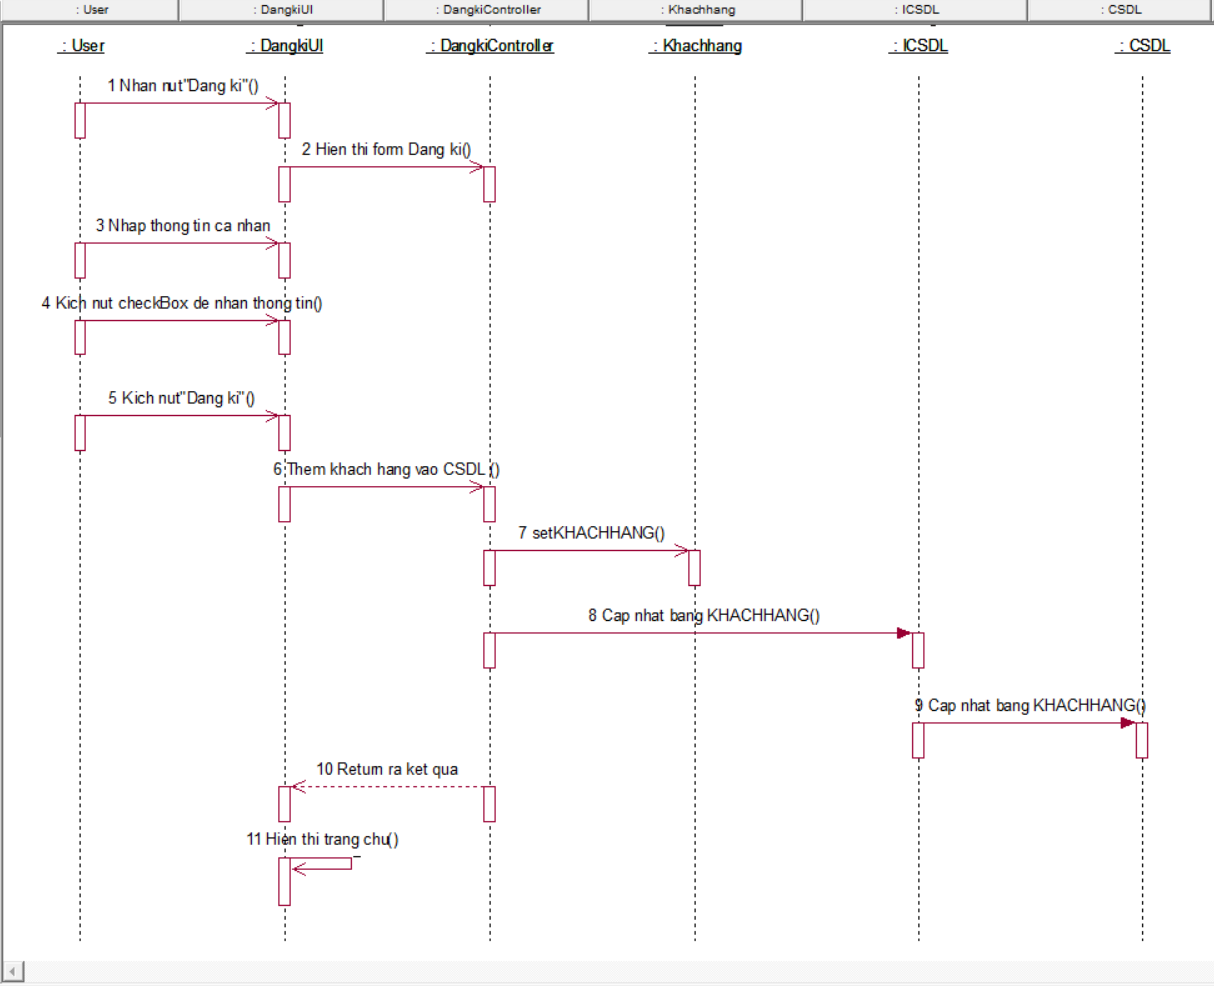 : User
: DangkiUI
: DangkiController
: Khachhang
: ICSDL
: CSDL
: User
: DangkiUI
: DangkiController
: Khachhang
: ICSDL
: CSDL
1 Nhan nut"Dang ki"()
2 Hien thi form Dang ki()
3 Nhap thong tin ca nhan
4 Kich nut checkBox de nhan thong tin()
5 Kich nut"Dang ki"()
6 Them khach hang vao CSDL ()
7 setKHACHHANG()
8 Cap nhat bang KHACHHANG()
9 Cap nhat bang KHACHHANG()
10 Return ra ket qua
11 Hien thi trang chu()